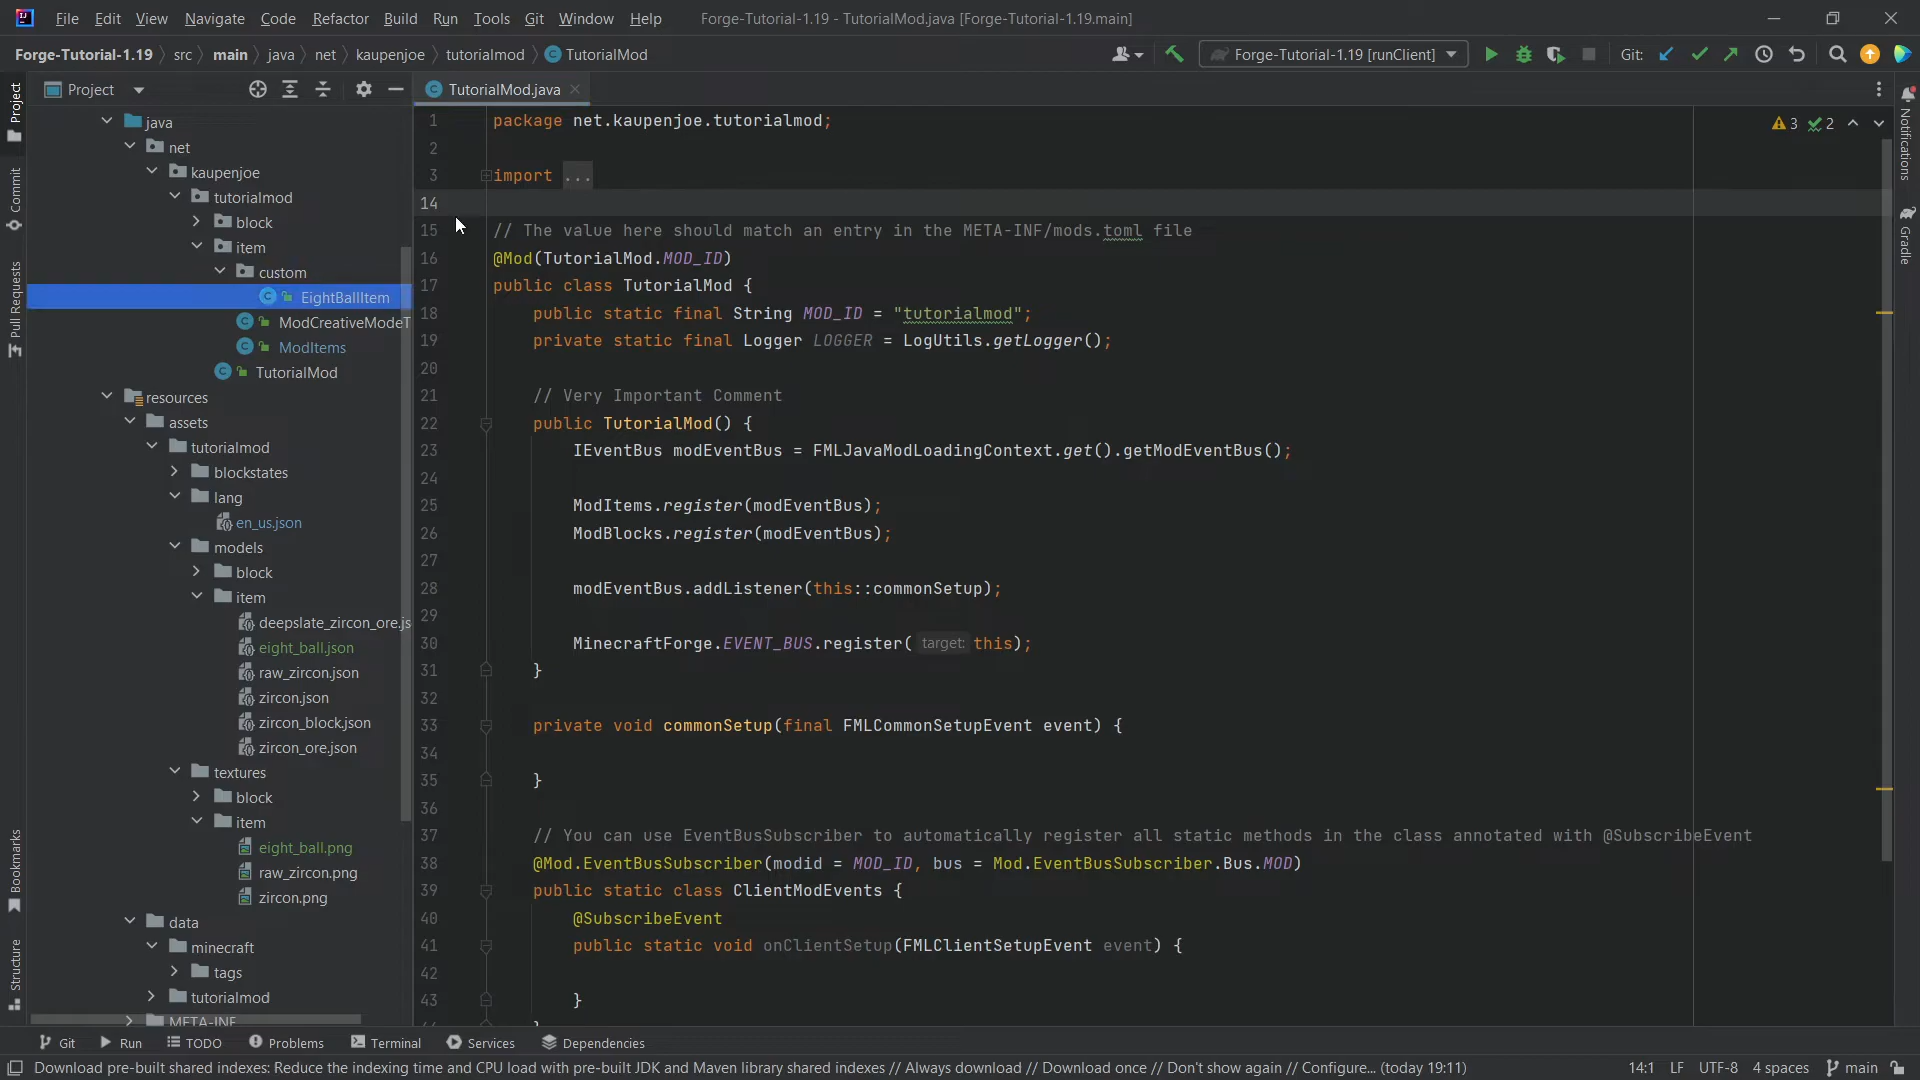 File Edit View Navigate Code Refactor Build Run Tools Git Window Help Forge-Tutorial-1.19 - TutorialMod.java [Forge-Tutorial-1.19.main]
Forge-Tutorial-1.19 src main java net kaupenjoe tutorialmod TutorialMod Forge-Tutorial-1.19 [runClient] Git:
Project
TutorialMod.java
Project
Commit
Pull Requests
Bookmarks
Structure
java
net
kaupenjoe
tutorialmod
block
item
custom
EightBallItem
ModCreativeModeT
ModItems
TutorialMod
resources
assets
tutorialmod
blockstates
lang
en_us.json
models
block
item
deepslate_zircon_ore.js
eight_ball.json
raw_zircon.json
zircon.json
zircon_block.json
zircon_ore.json
textures
block
item
eight_ball.png
raw_zircon.png
zircon.png
data
minecraft
tags
tutorialmod
META-INF
1 package net.kaupenjoe.tutorialmod;
2
3 import ...
14
15 // The value here should match an entry in the META-INF/mods.toml file
16 @Mod(TutorialMod.MOD_ID)
17 public class TutorialMod {
18 public static final String MOD_ID = "tutorialmod";
19 private static final Logger LOGGER = LogUtils.getLogger();
20
21 // Very Important Comment
22 public TutorialMod() {
23 IEventBus modEventBus = FMLJavaModLoadingContext.get().getModEventBus();
24
25 ModItems.register(modEventBus);
26 ModBlocks.register(modEventBus);
27
28 modEventBus.addListener(this::commonSetup);
29
30 MinecraftForge.EVENT_BUS.register( target: this);
31 }
32
33 private void commonSetup(final FMLCommonSetupEvent event) {
34
35 }
36
37 // You can use EventBusSubscriber to automatically register all static methods in the class annotated with @SubscribeEvent
38 @Mod.EventBusSubscriber(modid = MOD_ID, bus = Mod.EventBusSubscriber.Bus.MOD)
39 public static class ClientModEvents {
40 @SubscribeEvent
41 public static void onClientSetup(FMLClientSetupEvent event) {
42
43 }
}
3 2
Notifications
Gradle
Git Run TODO Problems Terminal Services Dependencies
Download pre-built shared indexes: Reduce the indexing time and CPU load with pre-built JDK and Maven library shared indexes // Always download // Download once // Don't show again // Configure... (today 19:11) 14:1 LF UTF-8 4 spaces main